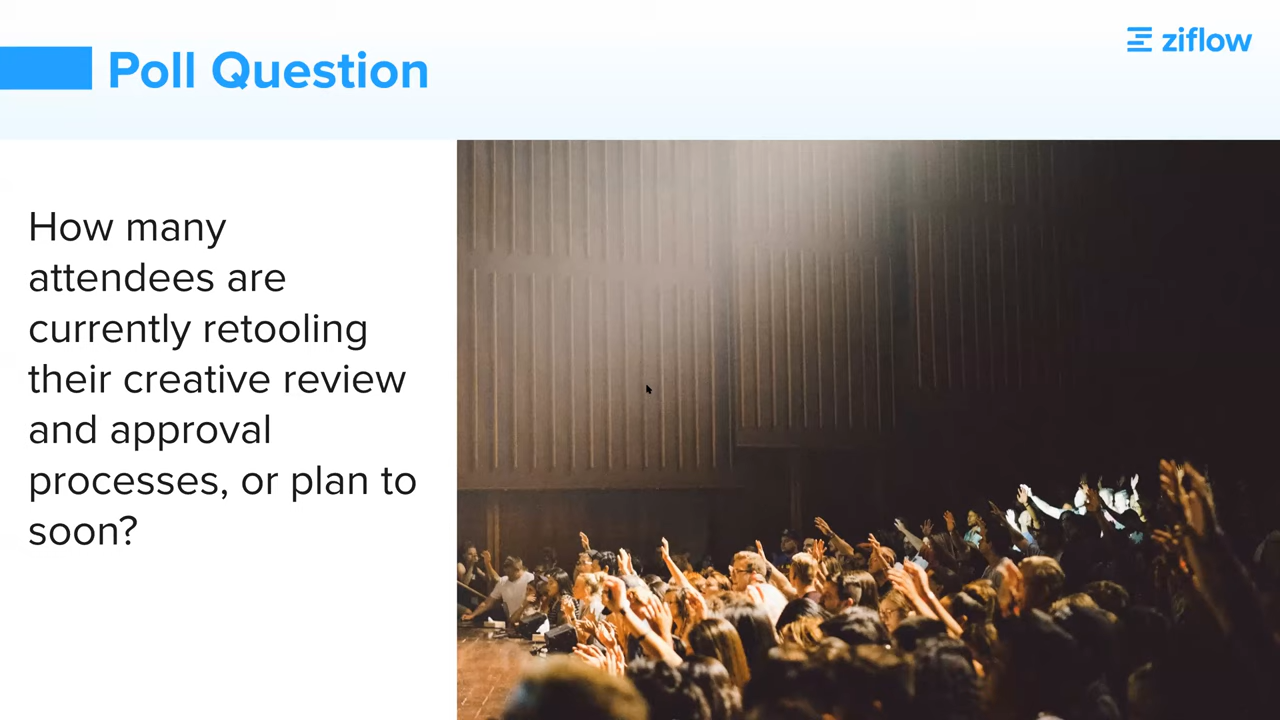 Poll Question
ziflow
How many
attendees are
currently retooling
their creative review
and approval
processes, or plan to
soon?